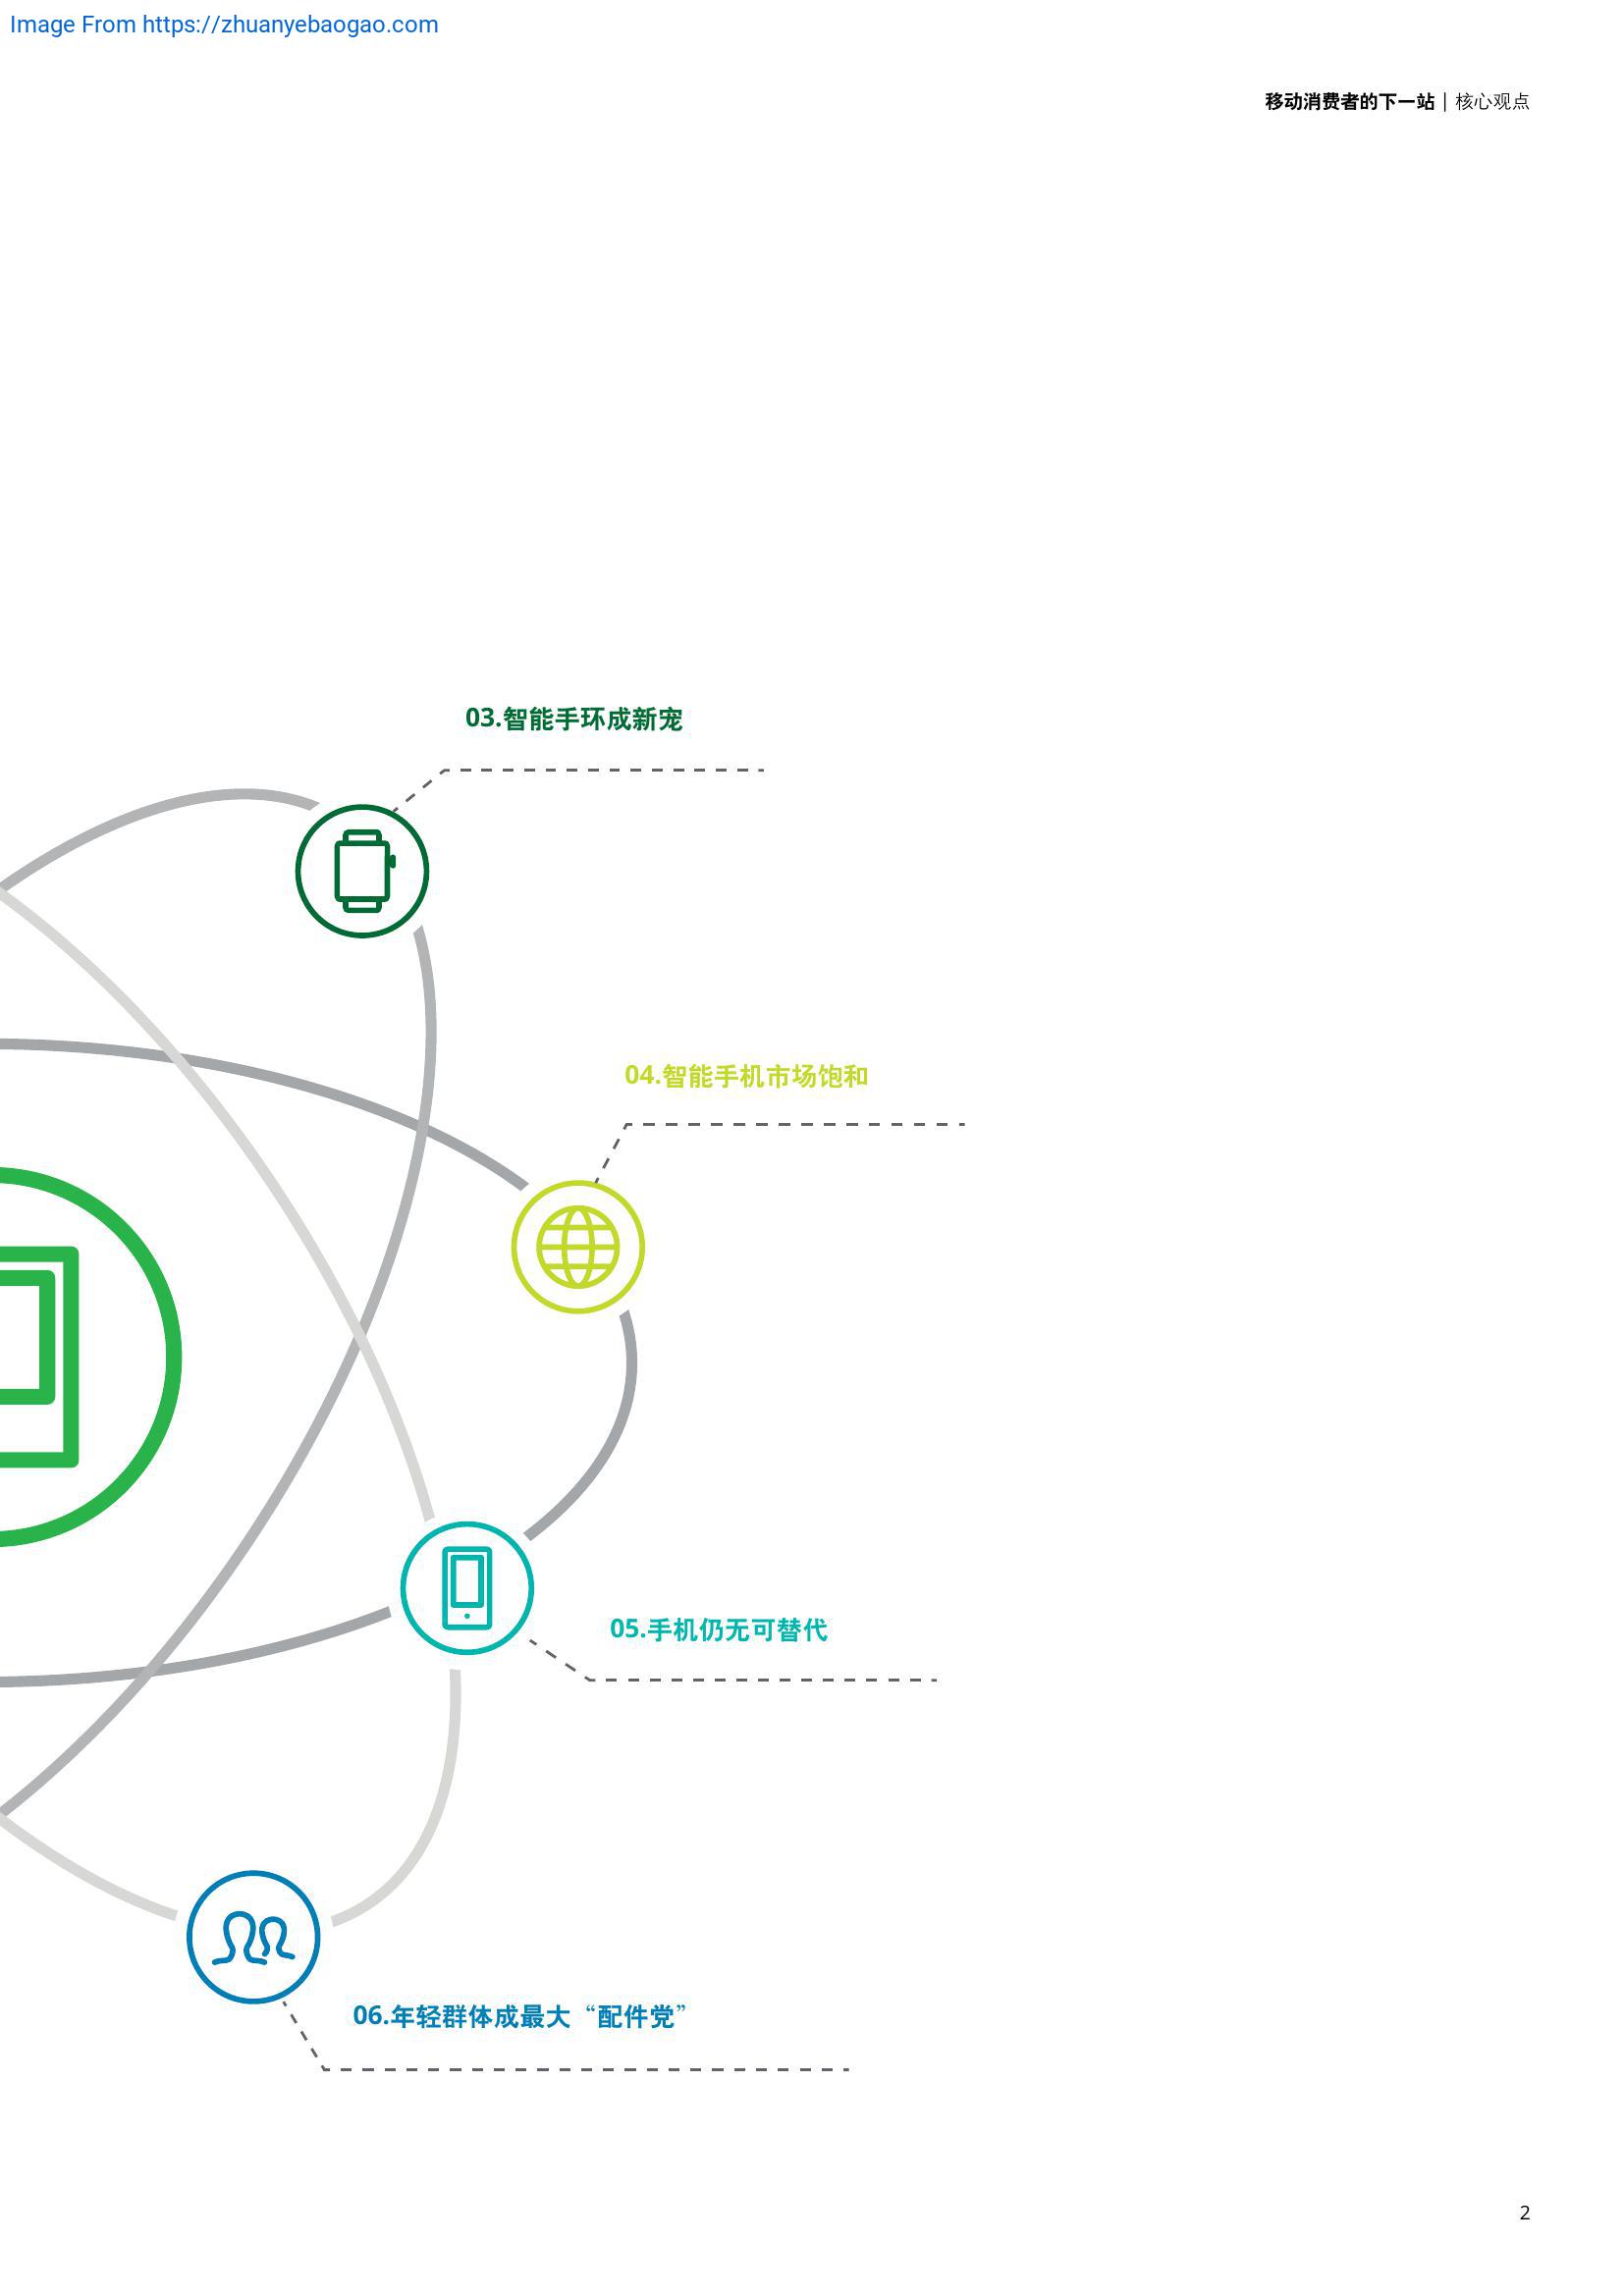 Image From https://zhuanyebaogao.com
移动消费者的下一站 | 核心观点
03.智能手环成新宠
04.智能手机市场饱和
05.手机仍无可替代
06.年轻群体成最大“配件党”
2